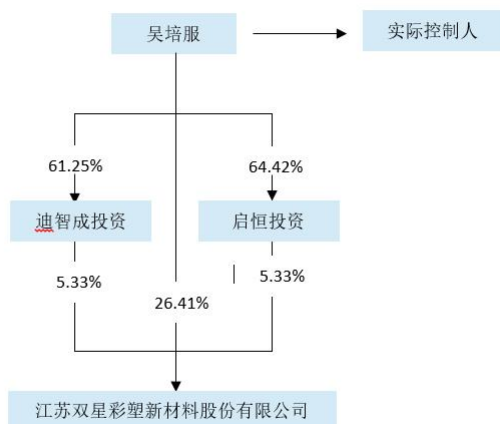 吴培服
实际控制人
61.25%
64.42%
迪智成投资
启恒投资
5.33%
26.41%
5.33%
江苏双星彩塑新材料股份有限公司